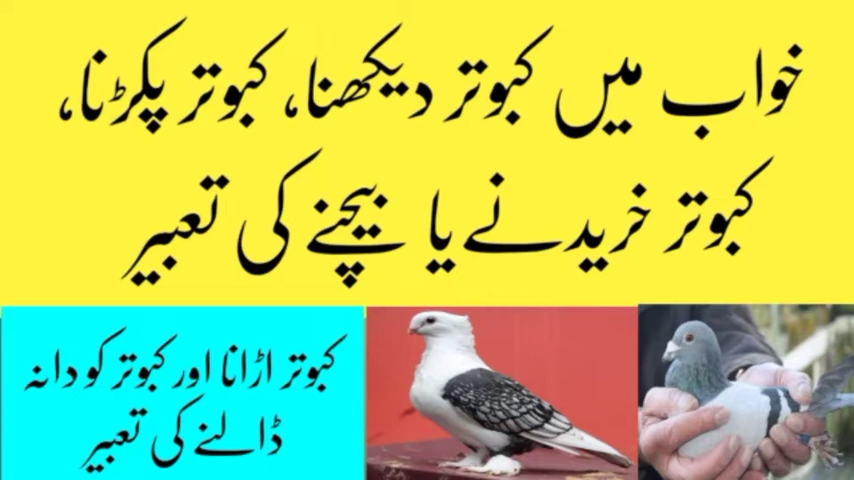 خواب میں کبوتر دیکھنا، کبوتر پکڑنا،
کبوتر خریدنے یا بیچنے کی تعبیر
کبوتر اڑانا اور کبوتر کو دانہ
ڈالنے کی تعبیر